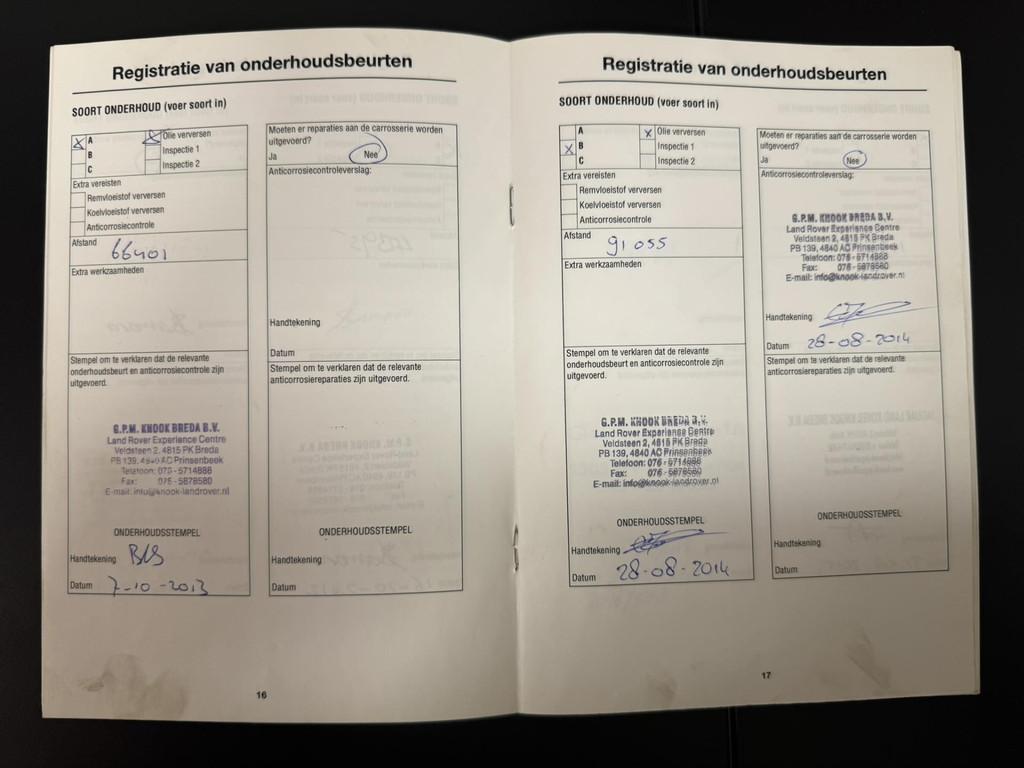 Registratie van onderhoudsbeurten
SOORT ONDERHOUD (voer soort in)
X A
B
C
X Olie verversen
Inspectie 1
Inspectie 2
Extra vereisten
Remvloeistof verversen
Koelvloeistof verversen
Anticorrosiecontrole
Afstand 66401
Extra werkzaamheden
Stempel om te verklaren dat de relevante
onderhoudsbeurt en anticorrosiecontrole zijn
uitgevoerd.
G.P.M. KNOOK BREDA B.V.
Land Rover Experience Centre
Veldsteen 2, 4815 PK Breda
PB 139, 4840 AC Prinsenbeek
Telefoon: 076 - 5714888
Fax: 076 - 5878580
E-mail: info@knook-landrover.nl
ONDERHOUDSSTEMPEL
Handtekening
Datum 7-10-2013
Moeten er reparaties aan de carrosserie worden
uitgevoerd?
Ja Nee
Anticorrosiecontroleverslag:
Handtekening
Datum
Stempel om te verklaren dat de relevante
anticorrosiereparaties zijn uitgevoerd.
ONDERHOUDSSTEMPEL
Handtekening
Datum
16
Registratie van onderhoudsbeurten
SOORT ONDERHOUD (voer soort in)
A
X B
C
X Olie verversen
Inspectie 1
Inspectie 2
Extra vereisten
Remvloeistof verversen
Koelvloeistof verversen
Anticorrosiecontrole
Afstand 91055
Extra werkzaamheden
Stempel om te verklaren dat de relevante
onderhoudsbeurt en anticorrosiecontrole zijn
uitgevoerd.
G.P.M. KNOOK BREDA B.V.
Land Rover Experience Centre
Veldsteen 2, 4815 PK Breda
PB 139, 4840 AC Prinsenbeek
Telefoon: 076 - 5714888
Fax: 076 - 5878580
E-mail: info@knook-landrover.nl
ONDERHOUDSSTEMPEL
Handtekening
Datum 28-08-2014
Moeten er reparaties aan de carrosserie worden
uitgevoerd?
Ja Nee
Anticorrosiecontroleverslag:
G.P.M. KNOOK BREDA B.V.
Land Rover Experience Centre
Veldsteen 2, 4815 PK Breda
PB 139, 4840 AC Prinsenbeek
Telefoon: 076 - 5714888
Fax: 076 - 5878580
E-mail: info@knook-landrover.nl
Handtekening
Datum 28-08-2014
Stempel om te verklaren dat de relevante
anticorrosiereparaties zijn uitgevoerd.
ONDERHOUDSSTEMPEL
Handtekening
Datum
17